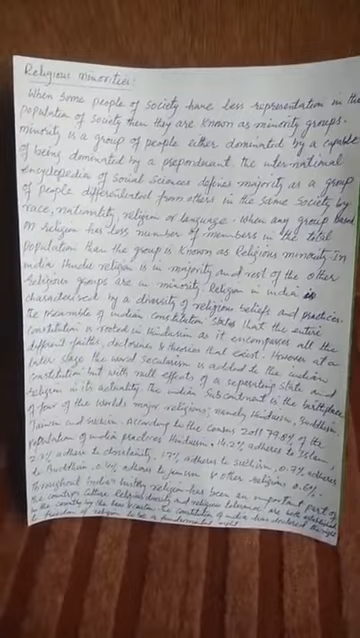 Religious minorities:
When some people of society have less representation in the
population of society then they are known as minority groups.
minority is a group of people either dominated by a capable
of being dominated by a preponderant. the international
encyclopedia of Social Sciences defines majority as a group
of people differentiated from others in the same society by
race, nationality, religion or language. When any group based
on religion has less number of members in the total
population than the group is known as Religious minority. In
india Hindu religion is in majority and rest of the other
Religious groups are in minority. Religion in india is
characterised by a diversity of religious beliefs and practices.
the preamble of indian constitution states that the entire
constitution is rooted in Hinduism as it encompasses all the
different faiths, doctrines & theories that exist. However at a
later stage the word secularism is added to the indian
constitution but with null effects of a separating state and
religion in its actuality. the indian Subcontinent is the birthplace
of four of the worlds major religions; namely Hinduism, Buddhism,
Jainism and sukhism. According to the Census 2011 79.8% of the
population of india practices Hinduism, 14.2% adheres to Islam,
2.3% adhere to christianity, 1.7% adheres to sukhism, 0.7% adheres
to Buddhism, 0.4% adheres to jainism & other religions 0.6%.
throughout India's history religion has been an important part of
the country's culture. Religious diversity and religious tolerance are both established
in the country by the law & custom. the constitution of india has declared the right
to freedom of religion to be a fundamental right